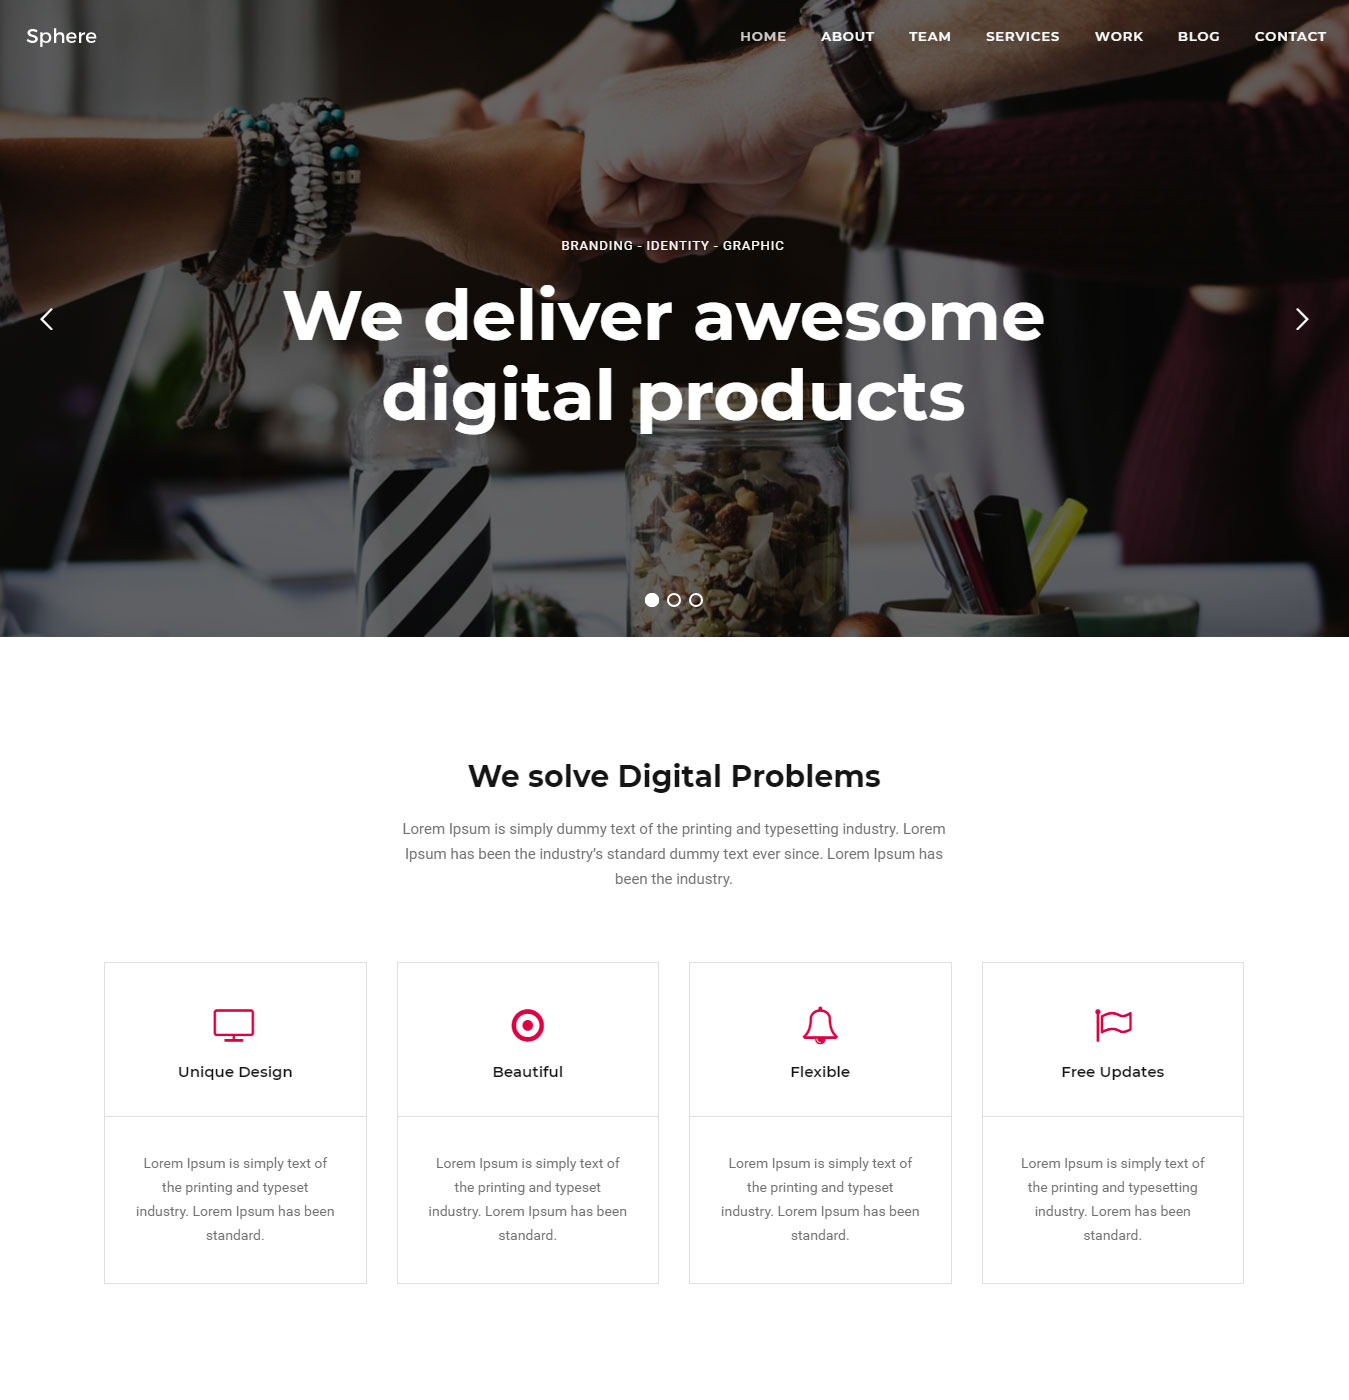 Sphere
HOME ABOUT TEAM SERVICES WORK BLOG CONTACT
BRANDING - IDENTITY - GRAPHIC
We deliver awesome
digital products
We solve Digital Problems
Lorem Ipsum is simply dummy text of the printing and typesetting industry. Lorem
Ipsum has been the industry’s standard dummy text ever since. Lorem Ipsum has
been the industry.
Unique Design
Lorem Ipsum is simply text of
the printing and typeset
industry. Lorem Ipsum has been
standard.
Beautiful
Lorem Ipsum is simply text of
the printing and typeset
industry. Lorem Ipsum has been
standard.
Flexible
Lorem Ipsum is simply text of
the printing and typeset
industry. Lorem Ipsum has been
standard.
Free Updates
Lorem Ipsum is simply text of
the printing and typesetting
industry. Lorem has been
standard.